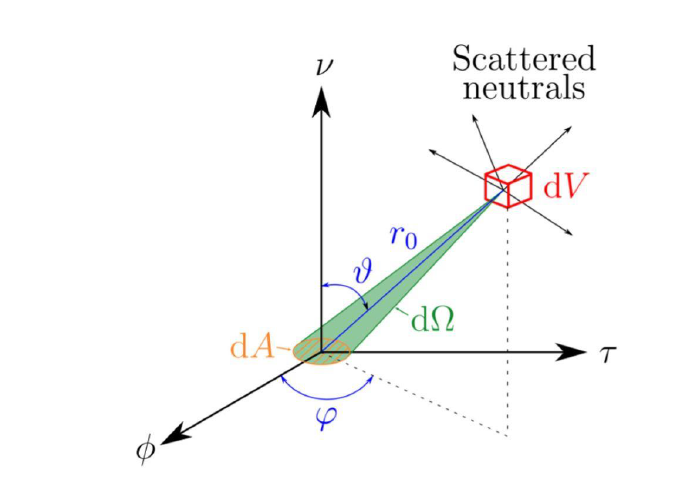 ν
Scattered
neutrals
dV
r₀
ϑ
dΩ
dA
τ
φ
ϕ